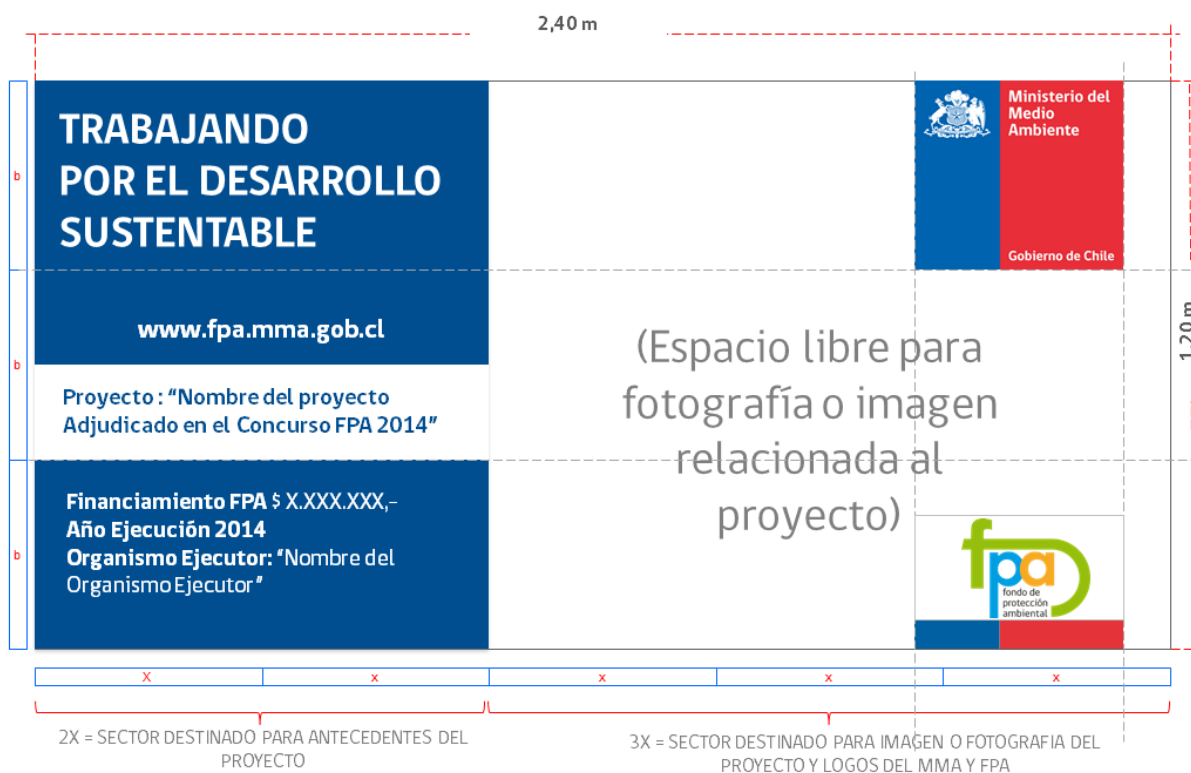 2,40 m
TRABAJANDO
POR EL DESARROLLO
SUSTENTABLE
www.fpa.mma.gob.cl
Proyecto : “Nombre del proyecto
Adjudicado en el Concurso FPA 2014”
Financiamiento FPA $ X.XXX.XXX,-
Año Ejecución 2014
Organismo Ejecutor: “Nombre del
Organismo Ejecutor”
Ministerio del
Medio
Ambiente
Gobierno de Chile
(Espacio libre para
fotografía o imagen
relacionada al
proyecto)
fpa
fondo de
protección
ambiental
1,20 m
b
b
b
X
x
x
x
x
2X = SECTOR DESTINADO PARA ANTECEDENTES DEL
PROYECTO
3X = SECTOR DESTINADO PARA IMAGEN O FOTOGRAFIA DEL
PROYECTO Y LOGOS DEL MMA Y FPA